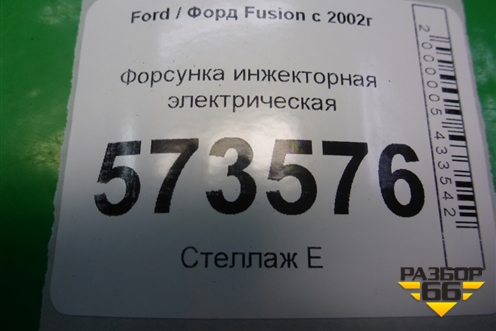 Ford / Форд Fusion с 2002г
Форсунка инжекторная
электрическая
573576
Стеллаж Е
2000005433542
РАЗБОР
66